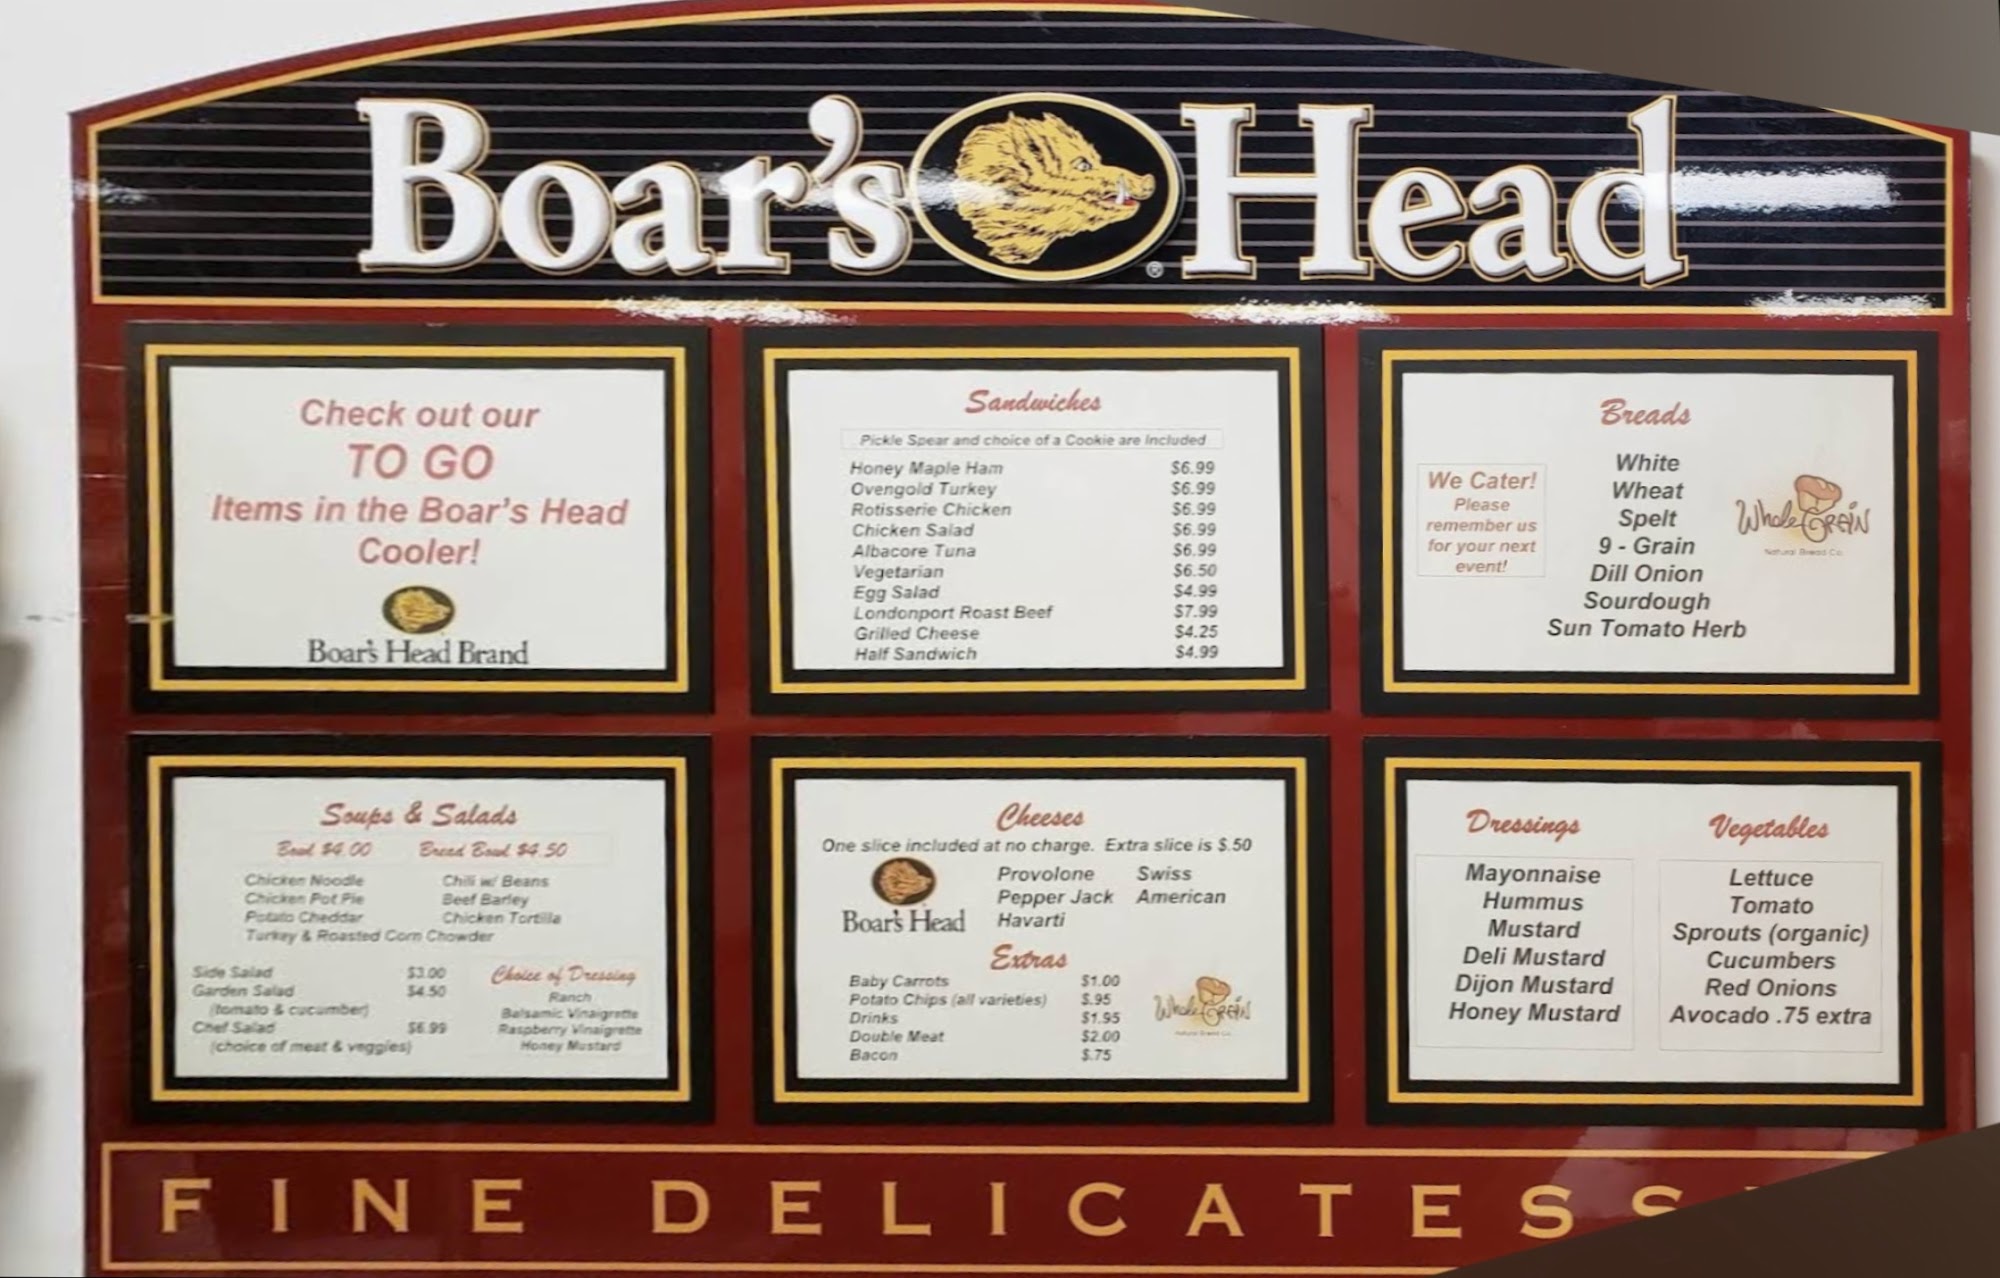 Boar's Head
®
Check out our
TO GO
Items in the Boar's Head
Cooler!
Boar's Head Brand
Sandwiches
Pickle Spear and choice of a Cookie are Included
Honey Maple Ham $6.99
Ovengold Turkey $6.99
Rotisserie Chicken $6.99
Chicken Salad $6.99
Albacore Tuna $6.99
Vegetarian $6.50
Egg Salad $4.99
Londonport Roast Beef $7.99
Grilled Cheese $4.25
Half Sandwich $4.99
Breads
We Cater!
Please
remember us
for your next
event!
White
Wheat
Spelt
9 - Grain
Dill Onion
Sourdough
Sun Tomato Herb
Whole Grain
Natural Bread Co.
Soups & Salads
Bowl $4.00 Bread Bowl $4.50
Chicken Noodle Chili w/ Beans
Chicken Pot Pie Beef Barley
Potato Cheddar Chicken Tortilla
Turkey & Roasted Corn Chowder
Side Salad $3.00
Garden Salad $4.50
(tomato & cucumber)
Chef Salad $6.99
(choice of meat & veggies)
Choice of Dressing
Ranch
Balsamic Vinaigrette
Raspberry Vinaigrette
Honey Mustard
Cheeses
One slice included at no charge. Extra slice is $.50
Boar's Head
Provolone Swiss
Pepper Jack American
Havarti
Extras
Baby Carrots $1.00
Potato Chips (all varieties) $.95
Drinks $1.95
Double Meat $2.00
Bacon $.75
Whole Grain
Natural Bread Co.
Dressings
Mayonnaise
Hummus
Mustard
Deli Mustard
Dijon Mustard
Honey Mustard
Vegetables
Lettuce
Tomato
Sprouts (organic)
Cucumbers
Red Onions
Avocado .75 extra
FINE DELICATESS